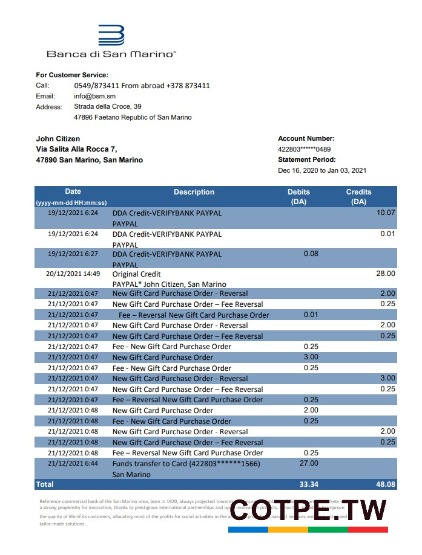 Banca di San Marino
For Customer Service:
Call: 0549/873411 From abroad +378 873411
Email: info@bsm.sm
Address: Strada della Croce, 39
47896 Faetano Republic of San Marino
John Citizen
Via Salita Alla Rocca 7,
47890 San Marino, San Marino
Account Number:
422803******0489
Statement Period:
Dec 16, 2020 to Jan 03, 2021
Date Description Debits Credits
(yyyy-mm-dd HH:mm:ss) (DA) (DA)
19/12/2021 6:24 DDA Credit-VERIFYBANK PAYPAL 10.07
PAYPAL
19/12/2021 6:24 DDA Credit-VERIFYBANK PAYPAL 0.01
PAYPAL
19/12/2021 6:27 DDA Credit-VERIFYBANK PAYPAL 0.08
PAYPAL
20/12/2021 14:49 Original Credit 28.00
PAYPAL* John Citizen, San Marino
21/12/2021 0:47 New Gift Card Purchase Order - Reversal 2.00
21/12/2021 0:47 New Gift Card Purchase Order – Fee Reversal 0.25
21/12/2021 0:47 Fee – Reversal New Gift Card Purchase Order 0.01
21/12/2021 0:47 New Gift Card Purchase Order - Reversal 2.00
21/12/2021 0:47 New Gift Card Purchase Order – Fee Reversal 0.25
21/12/2021 0:47 Fee - New Gift Card Purchase Order 0.25
21/12/2021 0:47 New Gift Card Purchase Order 3.00
21/12/2021 0:47 Fee - New Gift Card Purchase Order 0.25
21/12/2021 0:47 New Gift Card Purchase Order - Reversal 3.00
21/12/2021 0:47 New Gift Card Purchase Order – Fee Reversal 0.25
21/12/2021 0:47 Fee – Reversal New Gift Card Purchase Order 0.25
21/12/2021 0:48 New Gift Card Purchase Order 2.00
21/12/2021 0:48 Fee - New Gift Card Purchase Order 0.25
21/12/2021 0:48 New Gift Card Purchase Order - Reversal 2.00
21/12/2021 0:48 New Gift Card Purchase Order – Fee Reversal 0.25
21/12/2021 0:48 Fee – Reversal New Gift Card Purchase Order 0.25
21/12/2021 6:44 Funds transfer to Card (422803******1566) 27.00
San Marino
Total 33.34 48.08
Reference commercial bank of the San Marino area, born in 1920, always projected
a strong propensity for innovation, thanks to prestigious international partnerships and
the quality of life of its customers, allocating most of the profits for social activities in the
tailor-made solutions.
COTPE.TW